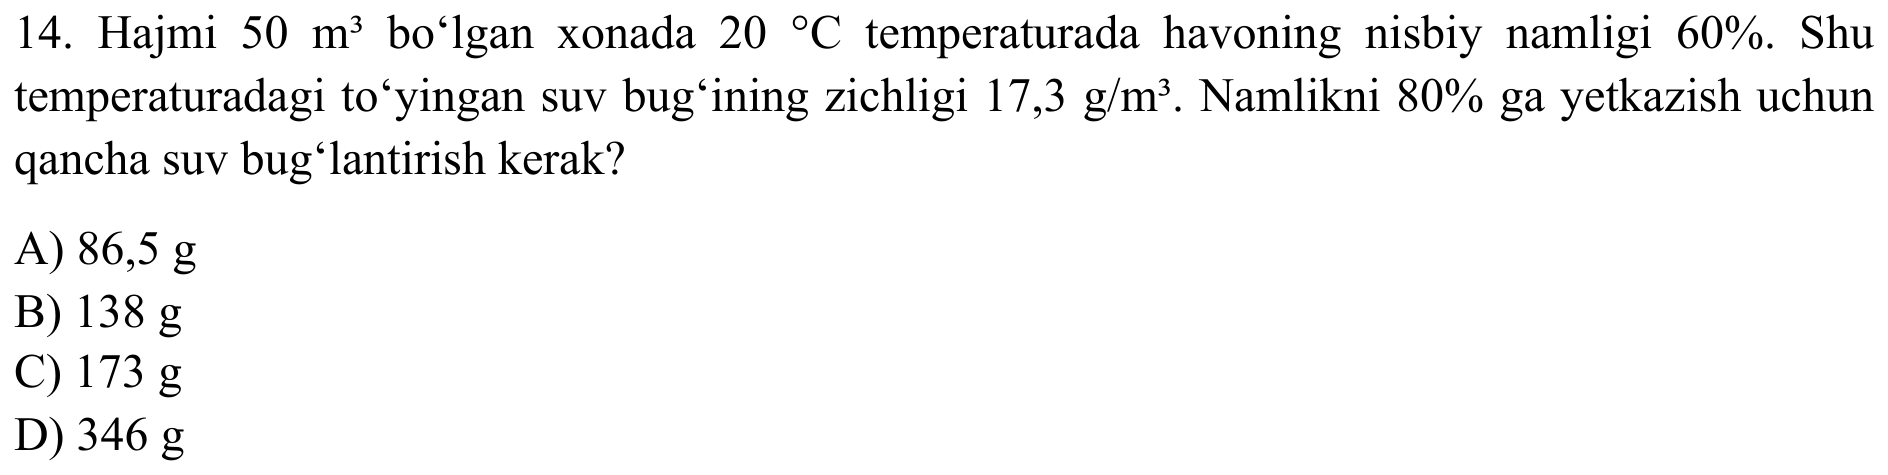 14. Hajmi 50 m³ bo‘lgan xonada 20 °C temperaturada havoning nisbiy namligi 60%. Shu
temperaturadagi to‘yingan suv bug‘ining zichligi 17,3 g/m³. Namlikni 80% ga yetkazish uchun
qancha suv bug‘lantirish kerak?
A) 86,5 g
B) 138 g
C) 173 g
D) 346 g